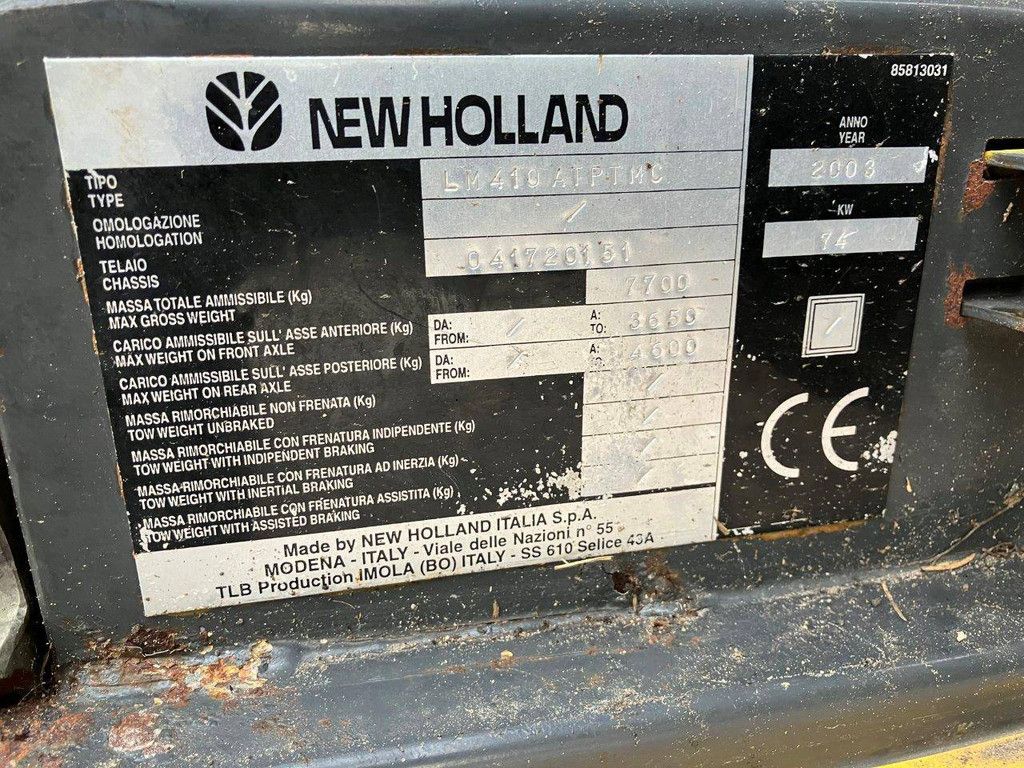 85813031
NEW HOLLAND
ANNO
YEAR
2003
KW
74
TIPO
TYPE
LM410 ATPTMC
OMOLOGAZIONE
HOMOLOGATION
/
TELAIO
CHASSIS
041720151
MASSA TOTALE AMMISSIBILE (Kg)
MAX GROSS WEIGHT
7700
CARICO AMMISSIBILE SULL' ASSE ANTERIORE (Kg)
MAX WEIGHT ON FRONT AXLE
DA: / A: 3650
FROM: TO:
CARICO AMMISSIBILE SULL' ASSE POSTERIORE (Kg)
MAX WEIGHT ON REAR AXLE
DA: / A: 4600
FROM:
MASSA RIMORCHIABILE NON FRENATA (Kg)
TOW WEIGHT UNBRAKED
/
MASSA RIMORCHIABILE CON FRENATURA INDIPENDENTE (Kg)
TOW WEIGHT WITH INDIPENDENT BRAKING
/
MASSA RIMORCHIABILE CON FRENATURA AD INERZIA (Kg)
TOW WEIGHT WITH INERTIAL BRAKING
/
MASSA RIMORCHIABILE CON FRENATURA ASSISTITA (Kg)
TOW WEIGHT WITH ASSISTED BRAKING
/
/
CE
Made by NEW HOLLAND ITALIA S.p.A.
MODENA - ITALY - Viale delle Nazioni n° 55
TLB Production IMOLA (BO) ITALY - SS 610 Selice 43A